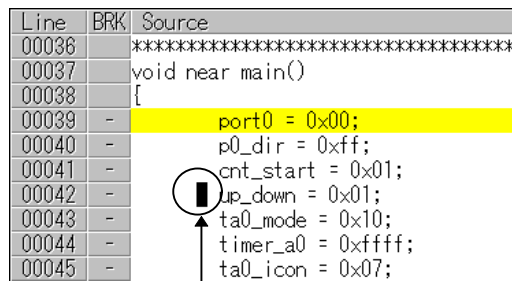 Line BRK Source
00036 ***********************************
00037 void near main()
00038 {
00039 - port0 = 0x00;
00040 - p0_dir = 0xff;
00041 - cnt_start = 0x01;
00042 up_down = 0x01;
00043 - ta0_mode = 0x10;
00044 - timer_a0 = 0xffff;
00045 - ta0_icon = 0x07;